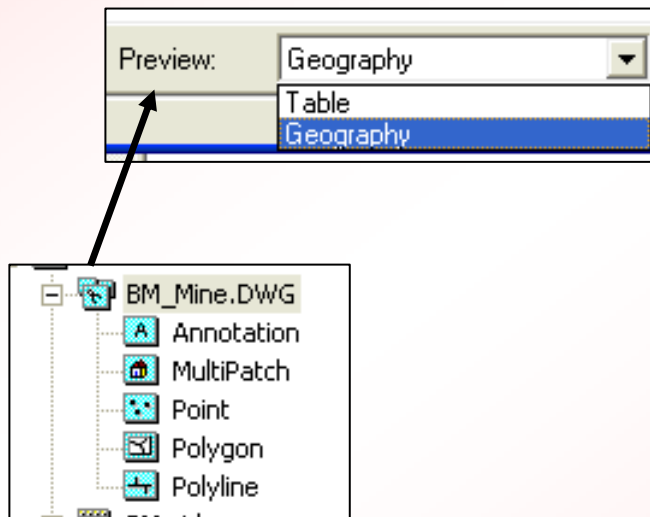 Preview:
Geography
Table
Geography
BM_Mine.DWG
Annotation
MultiPatch
Point
Polygon
Polyline